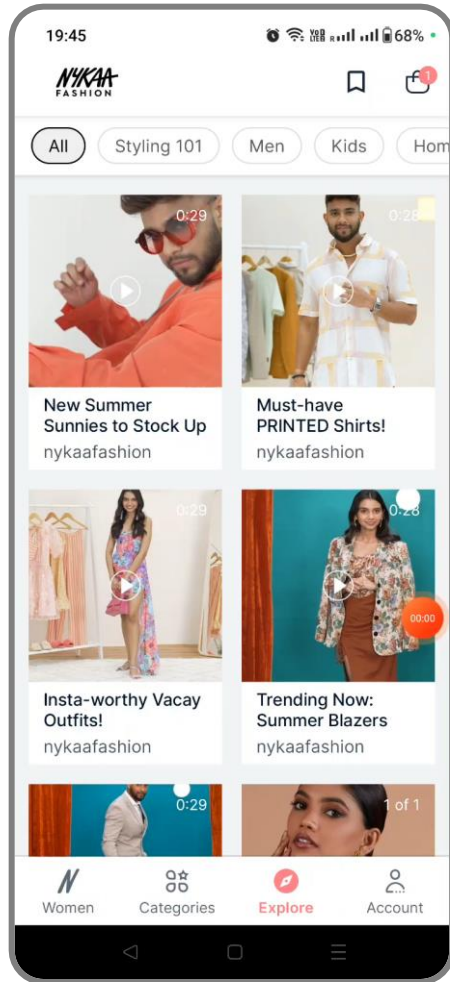 19:45
Vo))
LTE R
68%
NYKAA
FASHION
1
All
Styling 101
Men
Kids
Hom
0:29
0:28
New Summer
Sunnies to Stock Up
nykaafashion
Must-have
PRINTED Shirts!
nykaafashion
0:29
0:28
00:00
Insta-worthy Vacay
Outfits!
nykaafashion
Trending Now:
Summer Blazers
nykaafashion
0:29
1 of 1
N
Women
Categories
Explore
Account